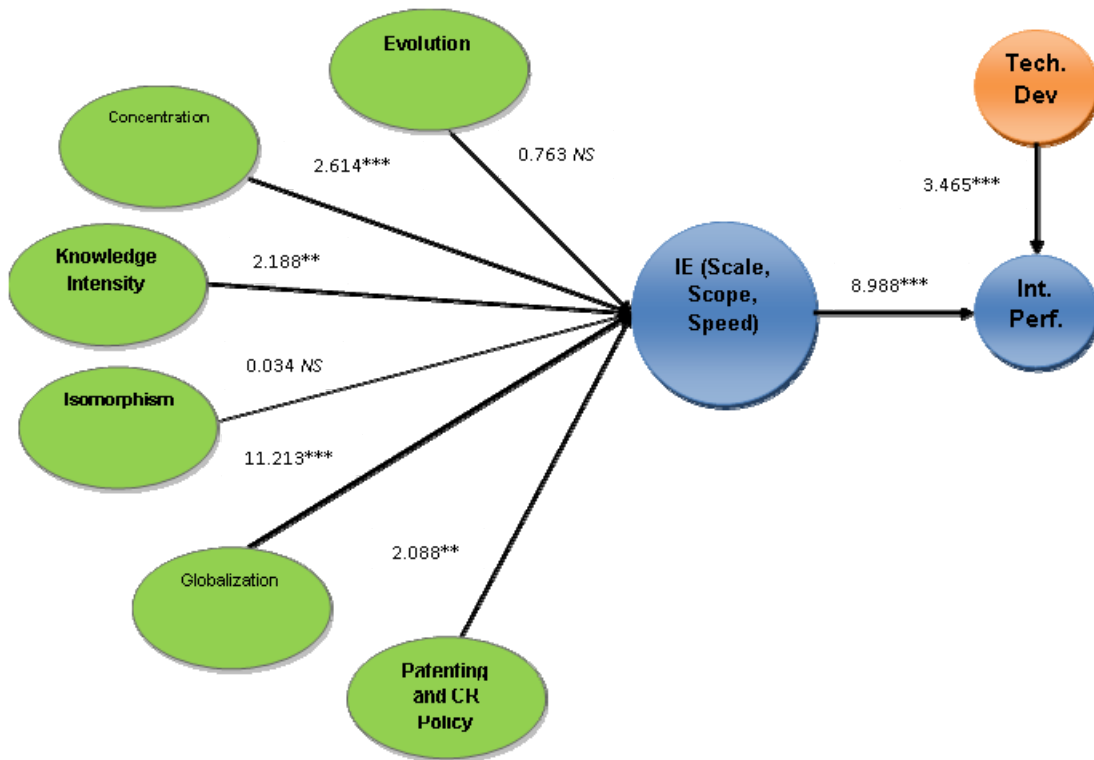 Evolution
Tech.
Dev
Concentration
0.763 NS
2.614***
3.465***
Knowledge
Intensity
2.188**
IE (Scale,
Scope,
Speed)
8.988***
Int.
Perf.
0.034 NS
Isomorphism
11.213***
2.088**
Globalization
Patenting
and CR
Policy